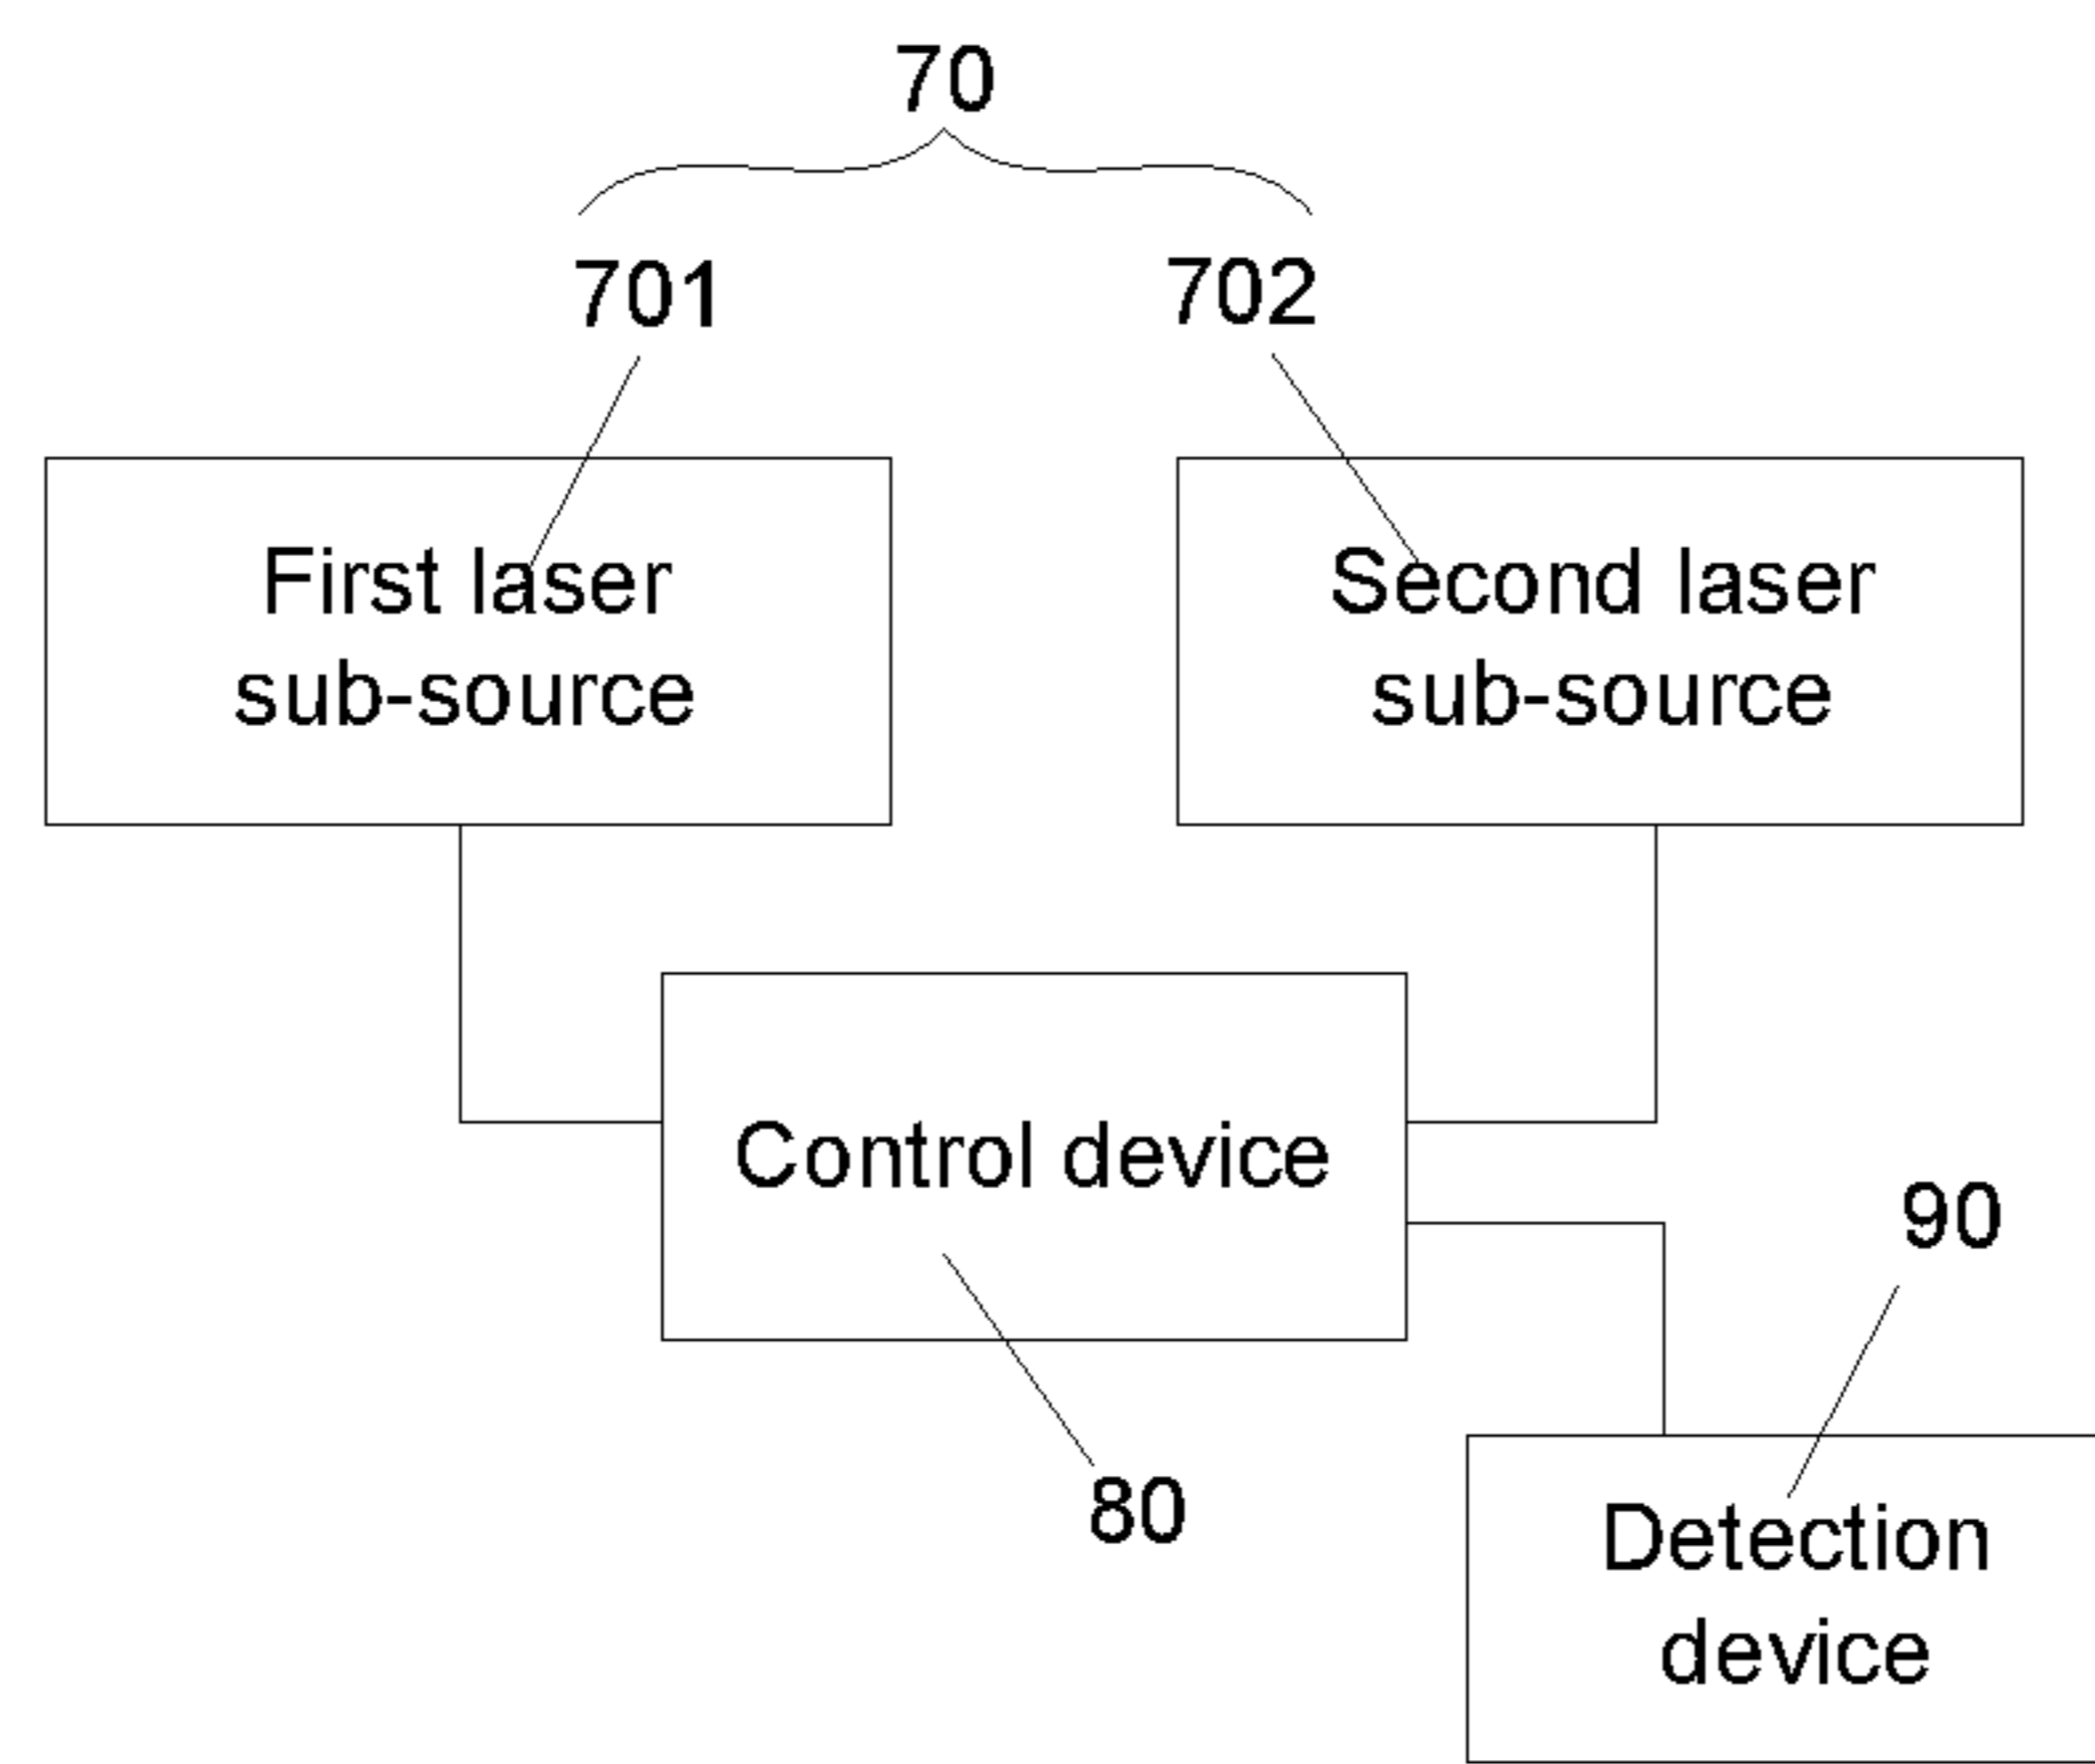 70
701
702
First laser
sub-source
Second laser
sub-source
Control device
90
80
Detection
device